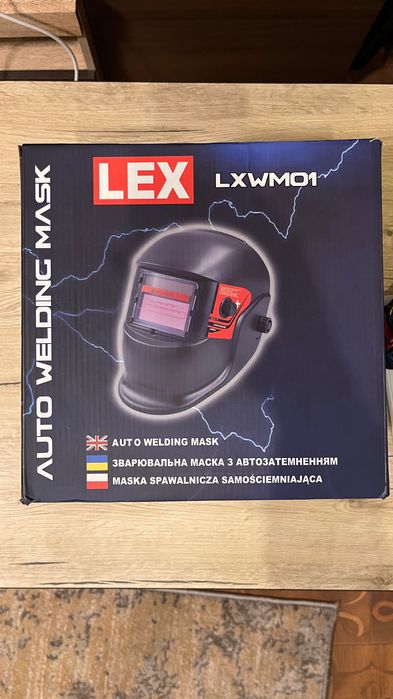 LEX
LXWM01
AUTO WELDING MASK
AUTO WELDING MASK
ЗВАРЮВАЛЬНА МАСКА З АВТОЗАТЕМНЕННЯМ
MASKA SPAWALNICZA SAMOŚCIEMNIAJĄCA